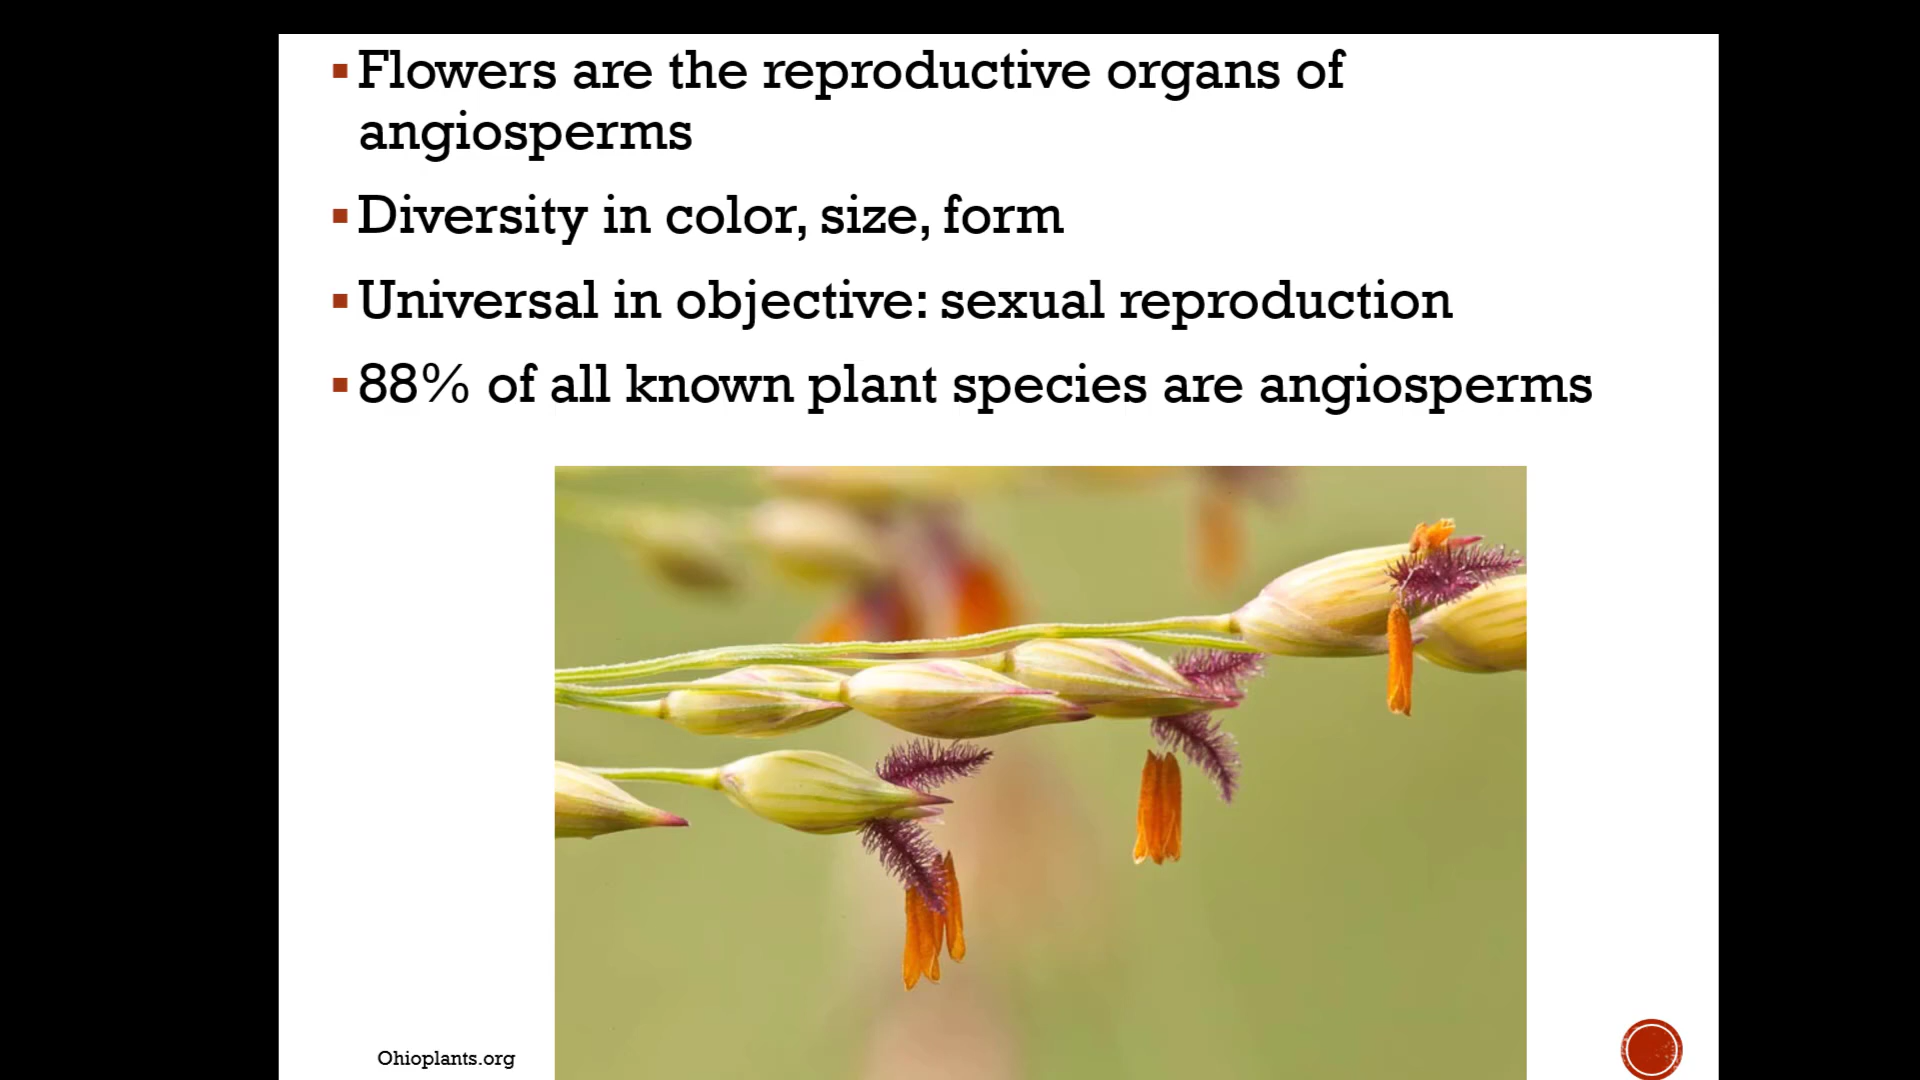 Flowers are the reproductive organs of
angiosperms
Diversity in color, size, form
Universal in objective: sexual reproduction
88% of all known plant species are angiosperms
Ohioplants.org